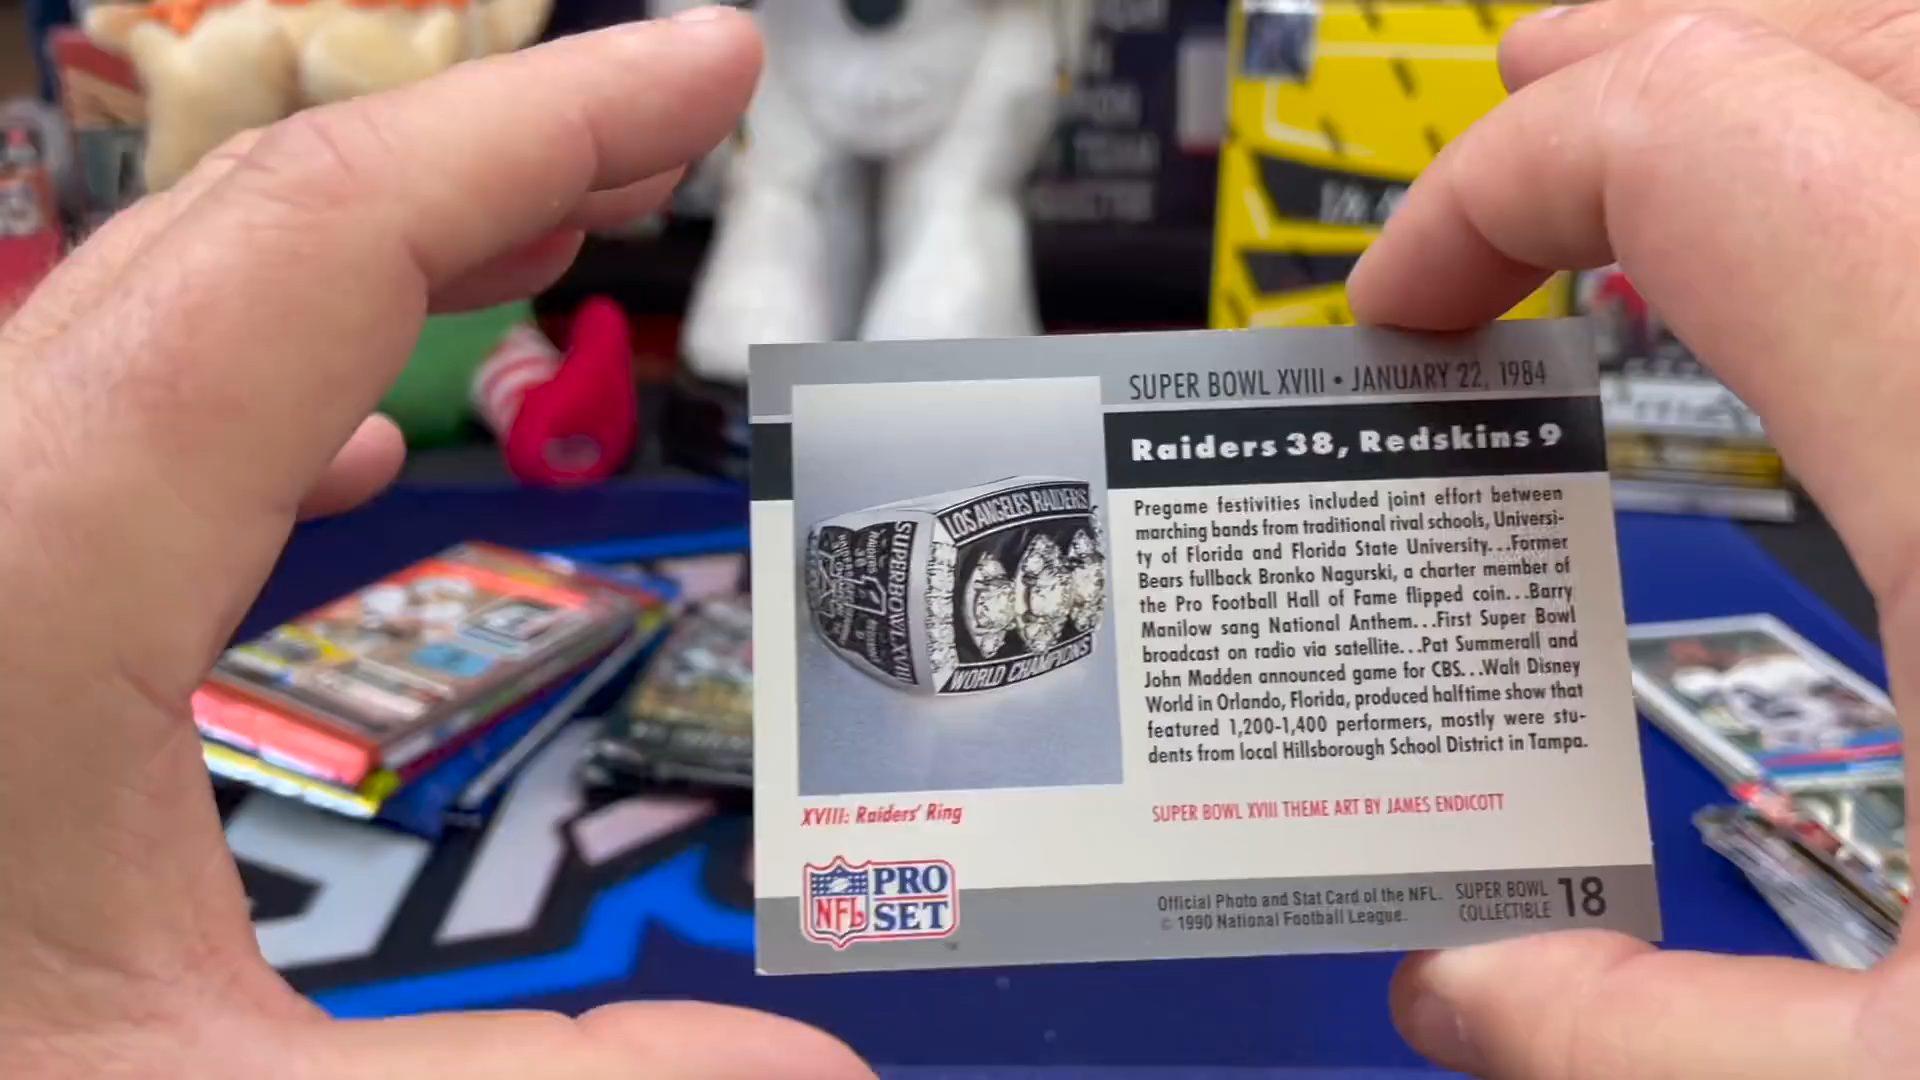 SUPER BOWL XVIII • JANUARY 22, 1984
Raiders 38, Redskins 9
Pregame festivities included joint effort between
marching bands from traditional rival schools, Universi-
ty of Florida and Florida State University...Former
Bears fullback Bronko Nagurski, a charter member of
the Pro Football Hall of Fame flipped coin...Barry
Manilow sang National Anthem...First Super Bowl
broadcast on radio via satellite...Pat Summerall and
John Madden announced game for CBS...Walt Disney
World in Orlando, Florida, produced halftime show that
featured 1,200-1,400 performers, mostly were stu-
dents from local Hillsborough School District in Tampa.
SUPER BOWL XVIII THEME ART BY JAMES ENDICOTT
LOS ANGELES RAIDERS
WORLD CHAMPIONS
SUPERBOWL XVIII
XVIII: Raiders' Ring
NFL PRO SET
TM
Official Photo and Stat Card of the NFL.
© 1990 National Football League.
SUPER BOWL
COLLECTIBLE 18
TEAM